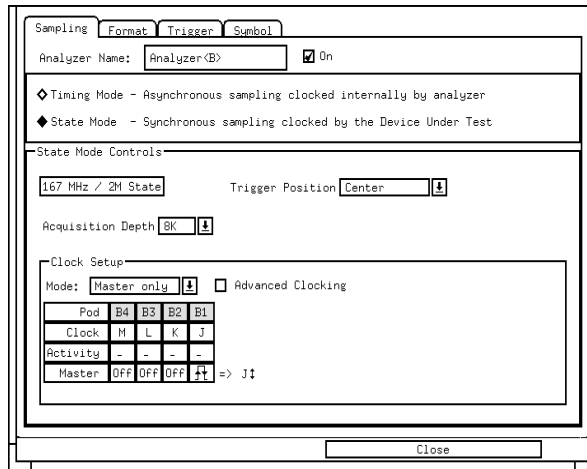 Sampling Format Trigger Symbol
Analyzer Name: Analyzer<B> On
Timing Mode - Asynchronous sampling clocked internally by analyzer
State Mode - Synchronous sampling clocked by the Device Under Test
State Mode Controls
167 MHz / 2M State Trigger Position Center
Acquisition Depth 8K
Clock Setup
Mode: Master only Advanced Clocking
Pod B4 B3 B2 B1
Clock M L K J
Activity - - - -
Master Off Off Off => J↕
Close